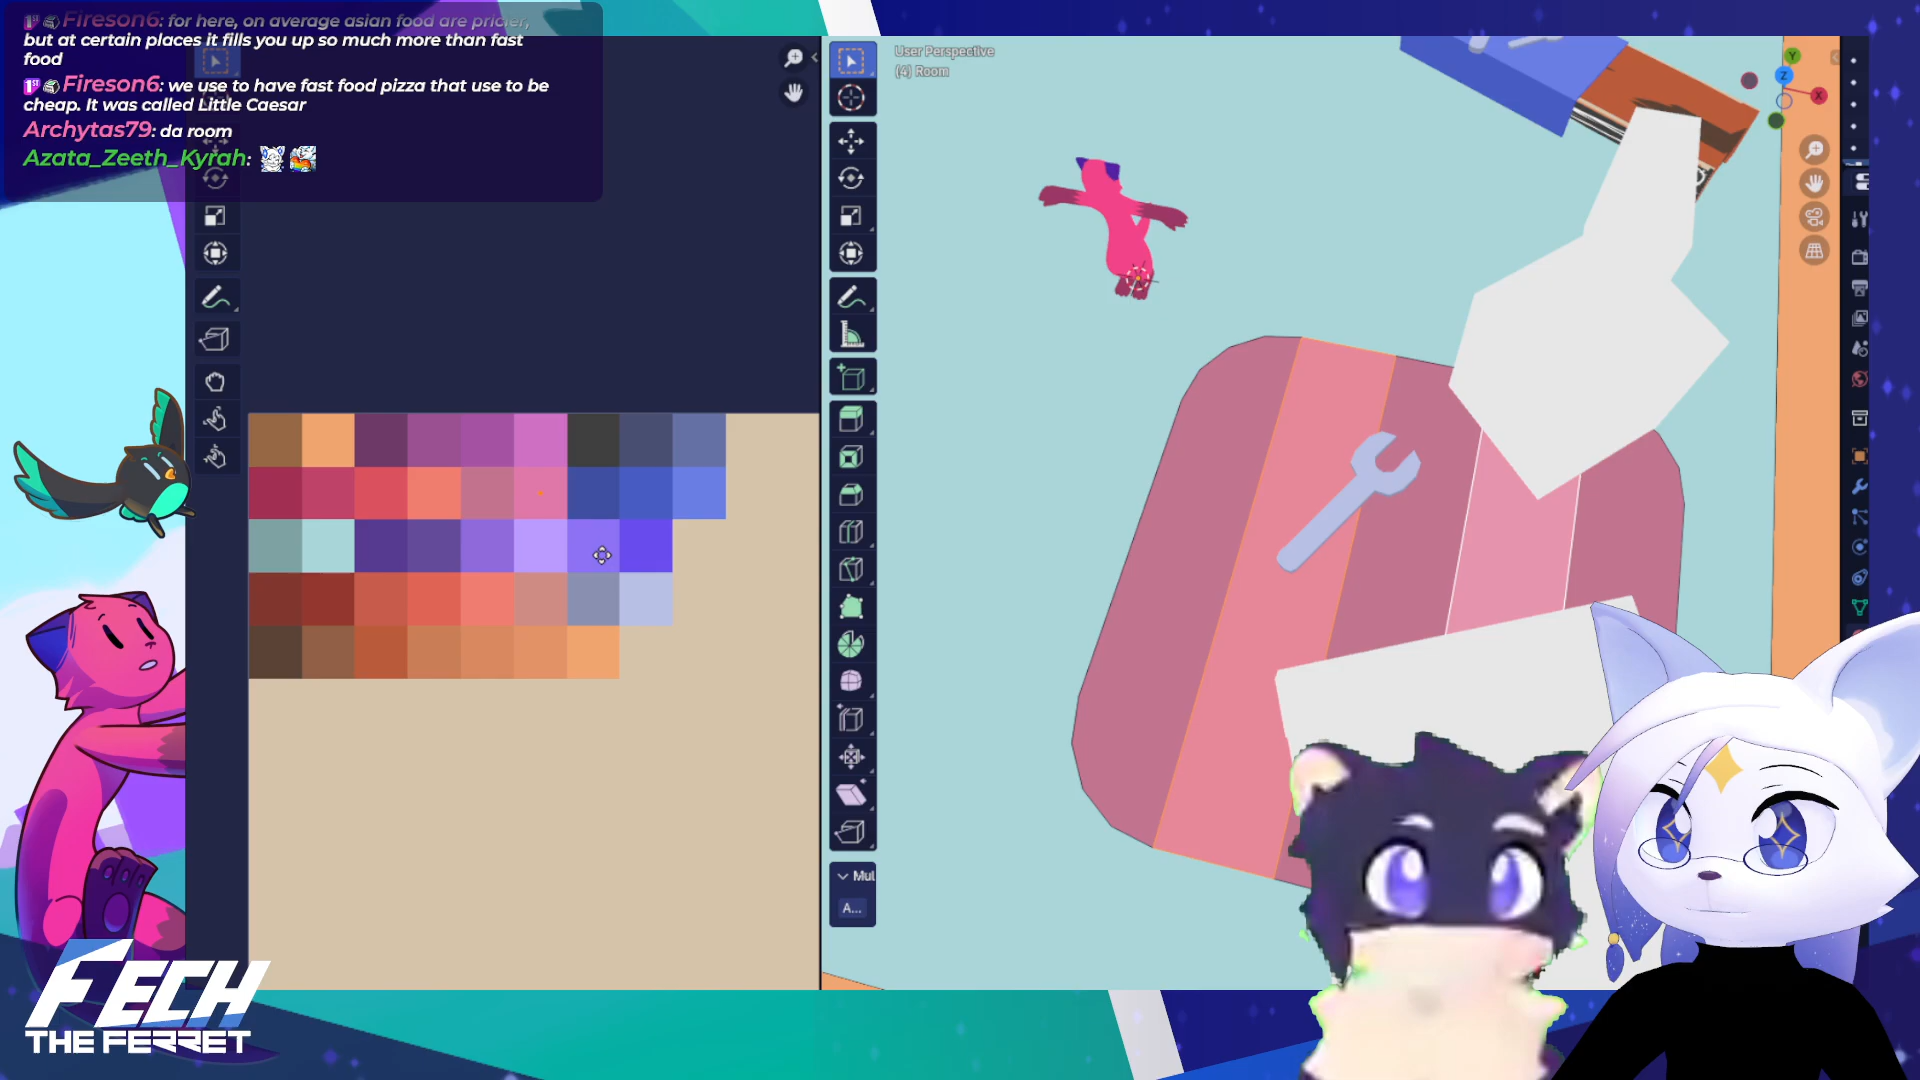 Fireson6: for here, on average asian food are pricier,
but at certain places it fills you up so much more than fast
food
Fireson6: we use to have fast food pizza that use to be
cheap. It was called Little Caesar
Archytas79: da room
Azata_Zeeth_Kyrah:
User Perspective
(4) Room
Y
Z
X
Mul
A...
FECH
THE FERRET